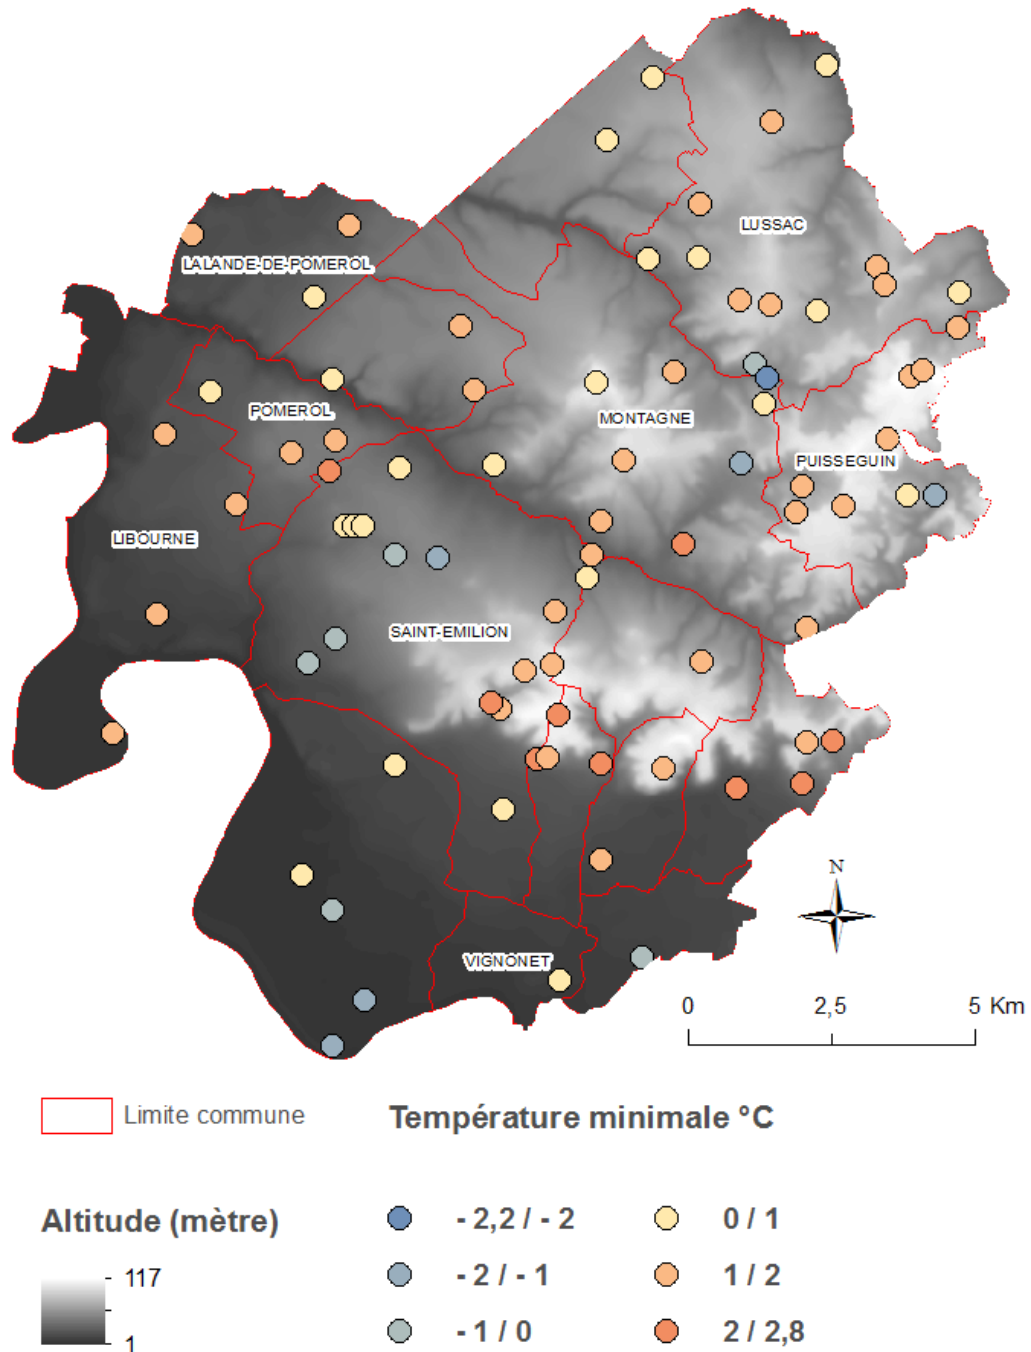 LUSSAC
LALANDE-DE-POMEROL
POMEROL
MONTAGNE
PUISSEGUIN
LIBOURNE
SAINT-EMILION
N
VIGNONET
0 2,5 5 Km
Limite commune
Température minimale °C
Altitude (mètre)
117
1
- 2,2 / - 2
0 / 1
- 2 / - 1
1 / 2
- 1 / 0
2 / 2,8